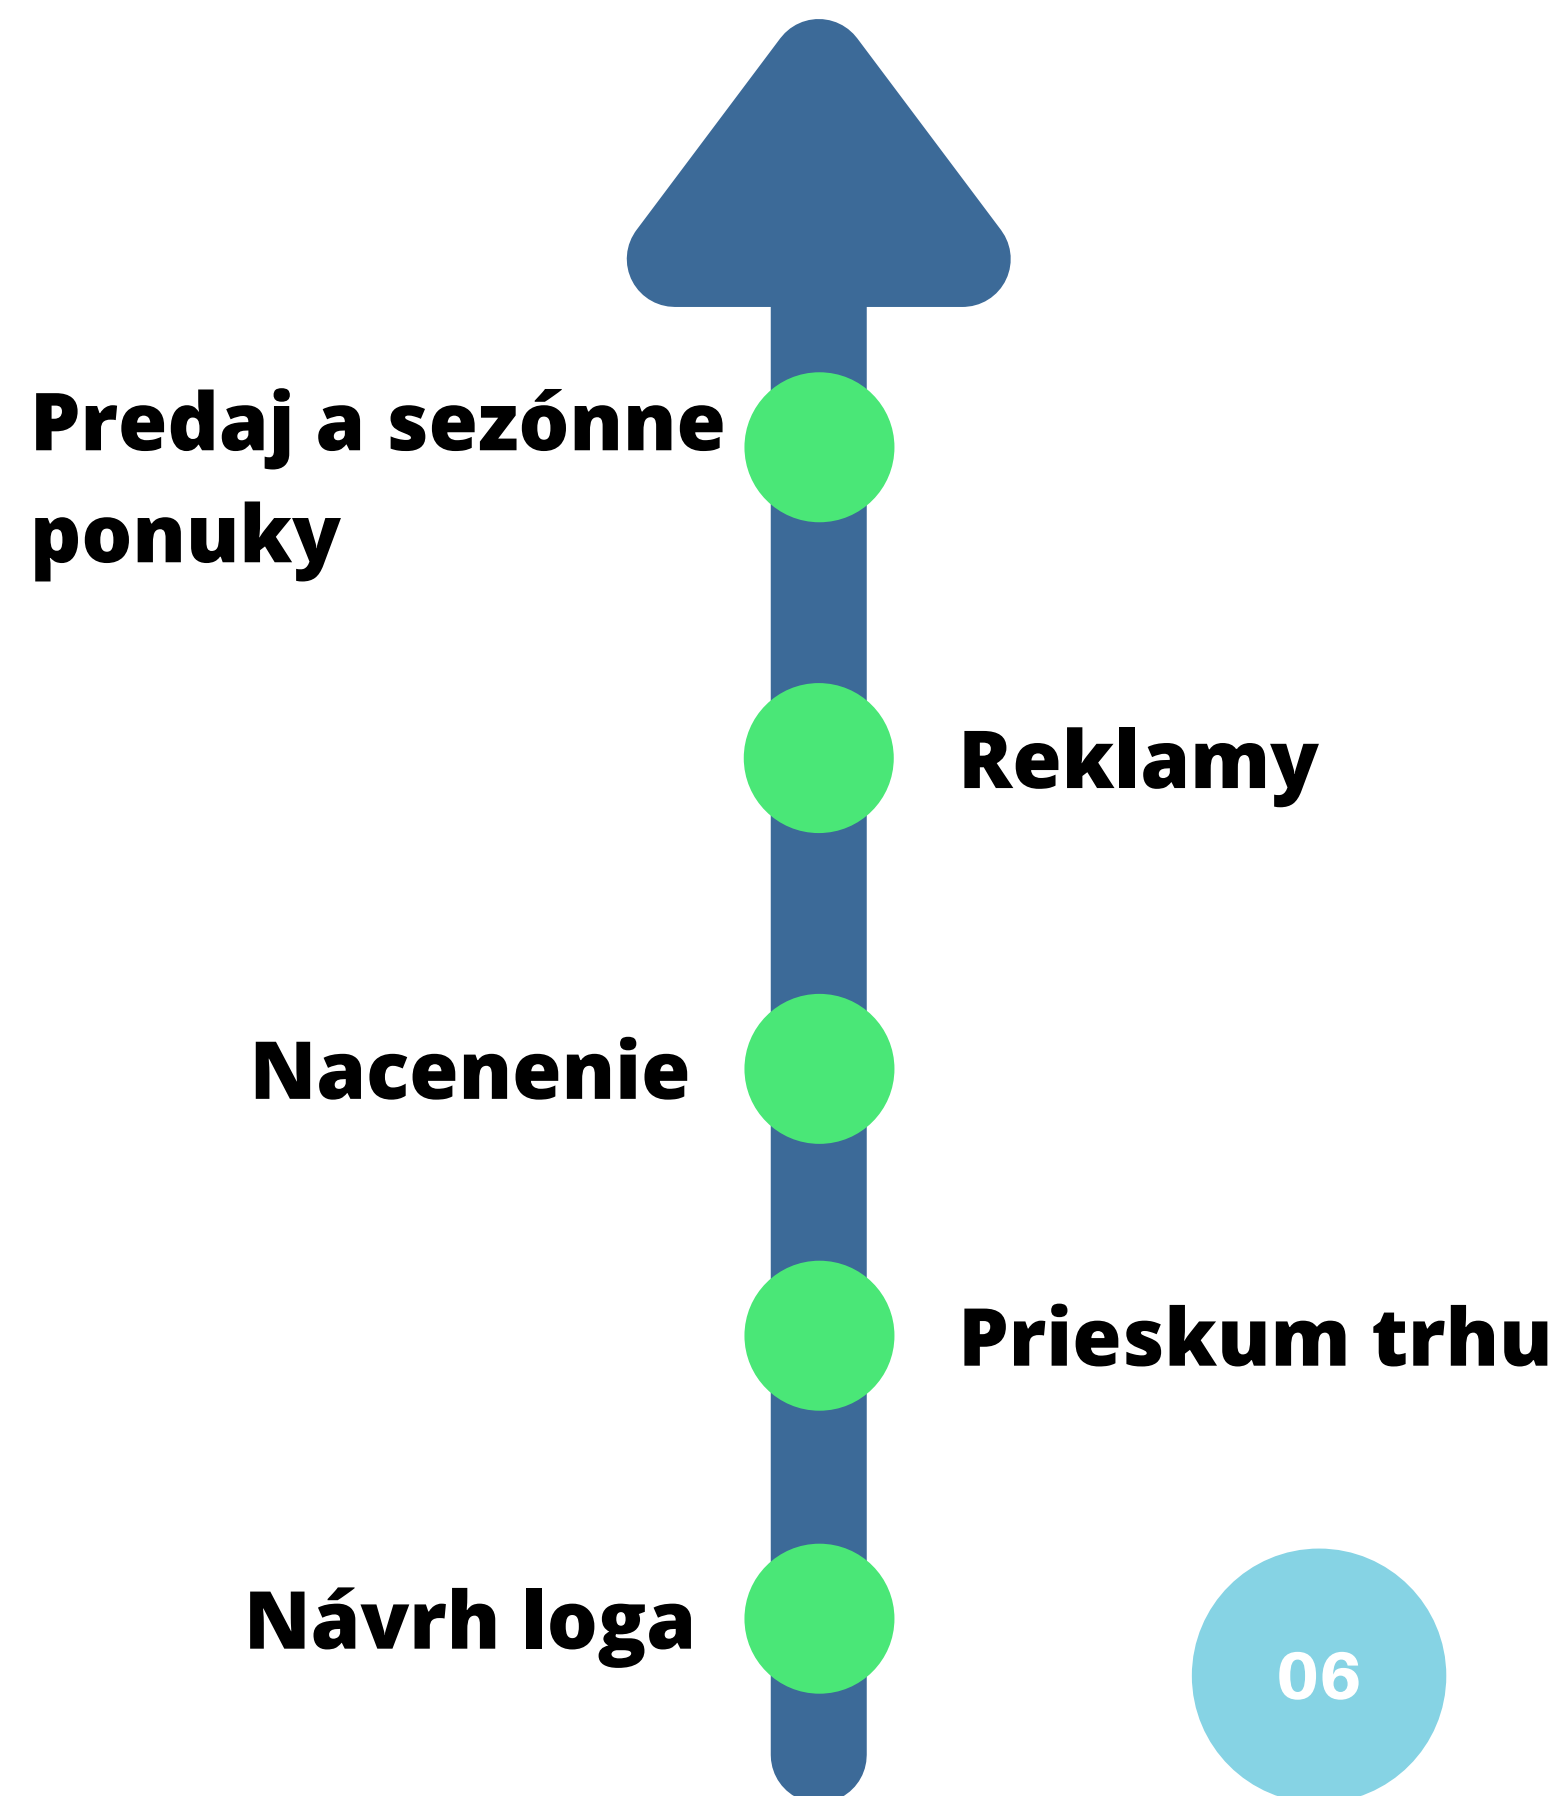 Predaj a sezónne
ponuky
Reklamy
Nacenenie
Prieskum trhu
Návrh loga
06